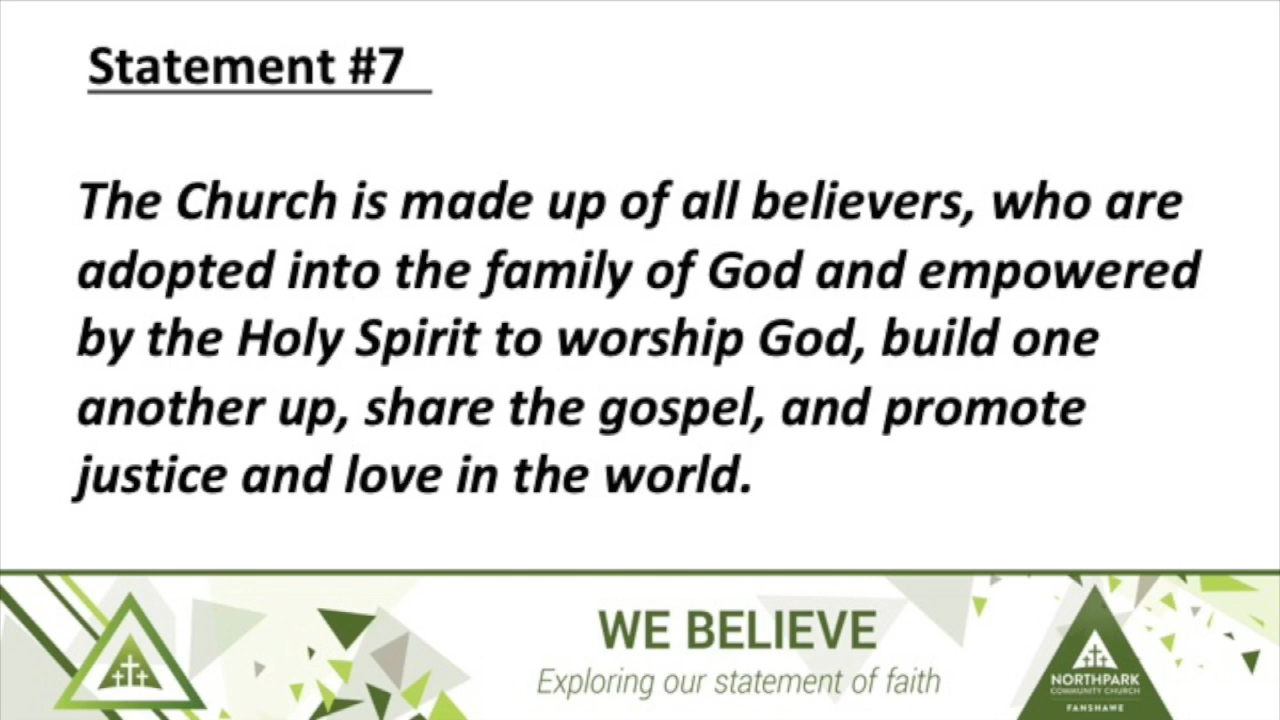 Statement #7
The Church is made up of all believers, who are
adopted into the family of God and empowered
by the Holy Spirit to worship God, build one
another up, share the gospel, and promote
justice and love in the world.
WE BELIEVE
Exploring our statement of faith
NORTHPARK
COMMUNITY CHURCH
FANSHAWE